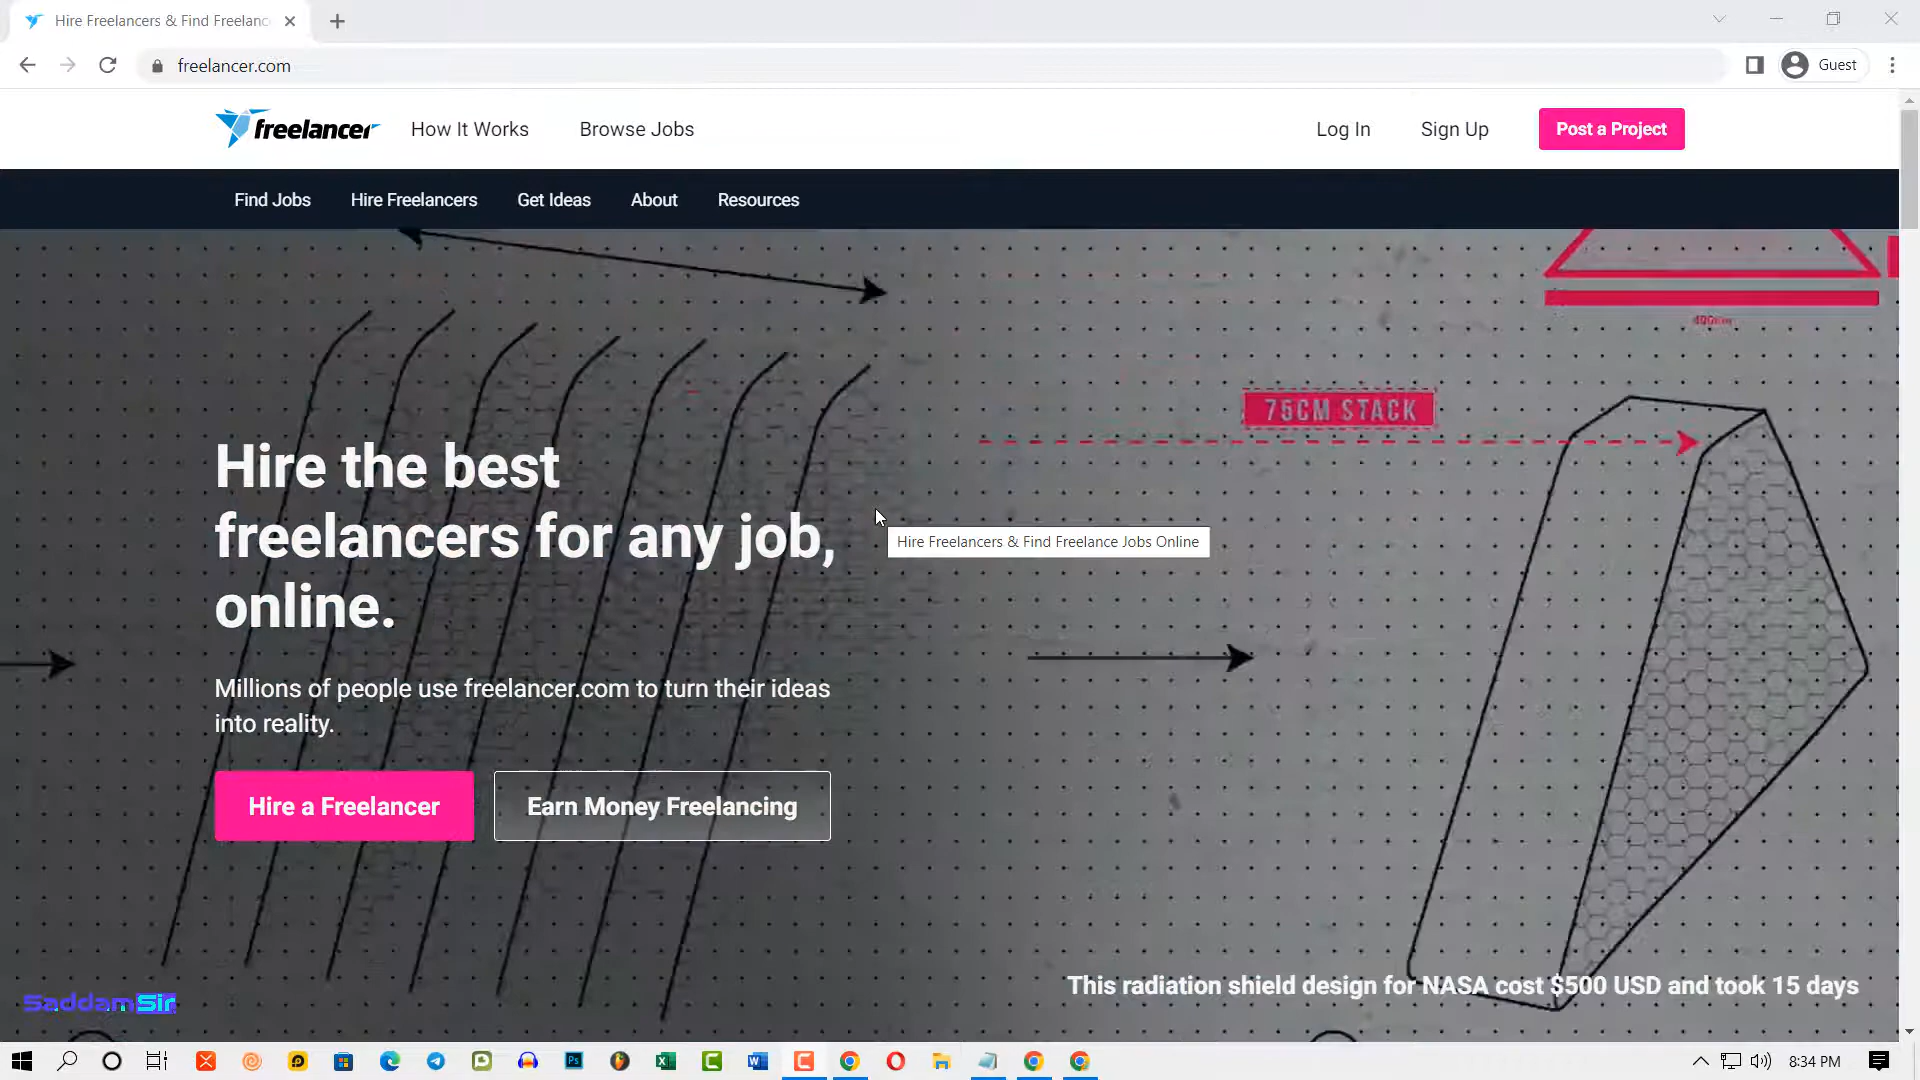 Hire Freelancers & Find Freelanc
freelancer.com
Guest
freelancer
How It Works
Browse Jobs
Log In
Sign Up
Post a Project
Find Jobs
Hire Freelancers
Get Ideas
About
Resources
75CM STACK
Hire the best
freelancers for any job,
online.
Hire Freelancers & Find Freelance Jobs Online
Millions of people use freelancer.com to turn their ideas
into reality.
Hire a Freelancer
Earn Money Freelancing
This radiation shield design for NASA cost $500 USD and took 15 days
SaddamSir
8:34 PM